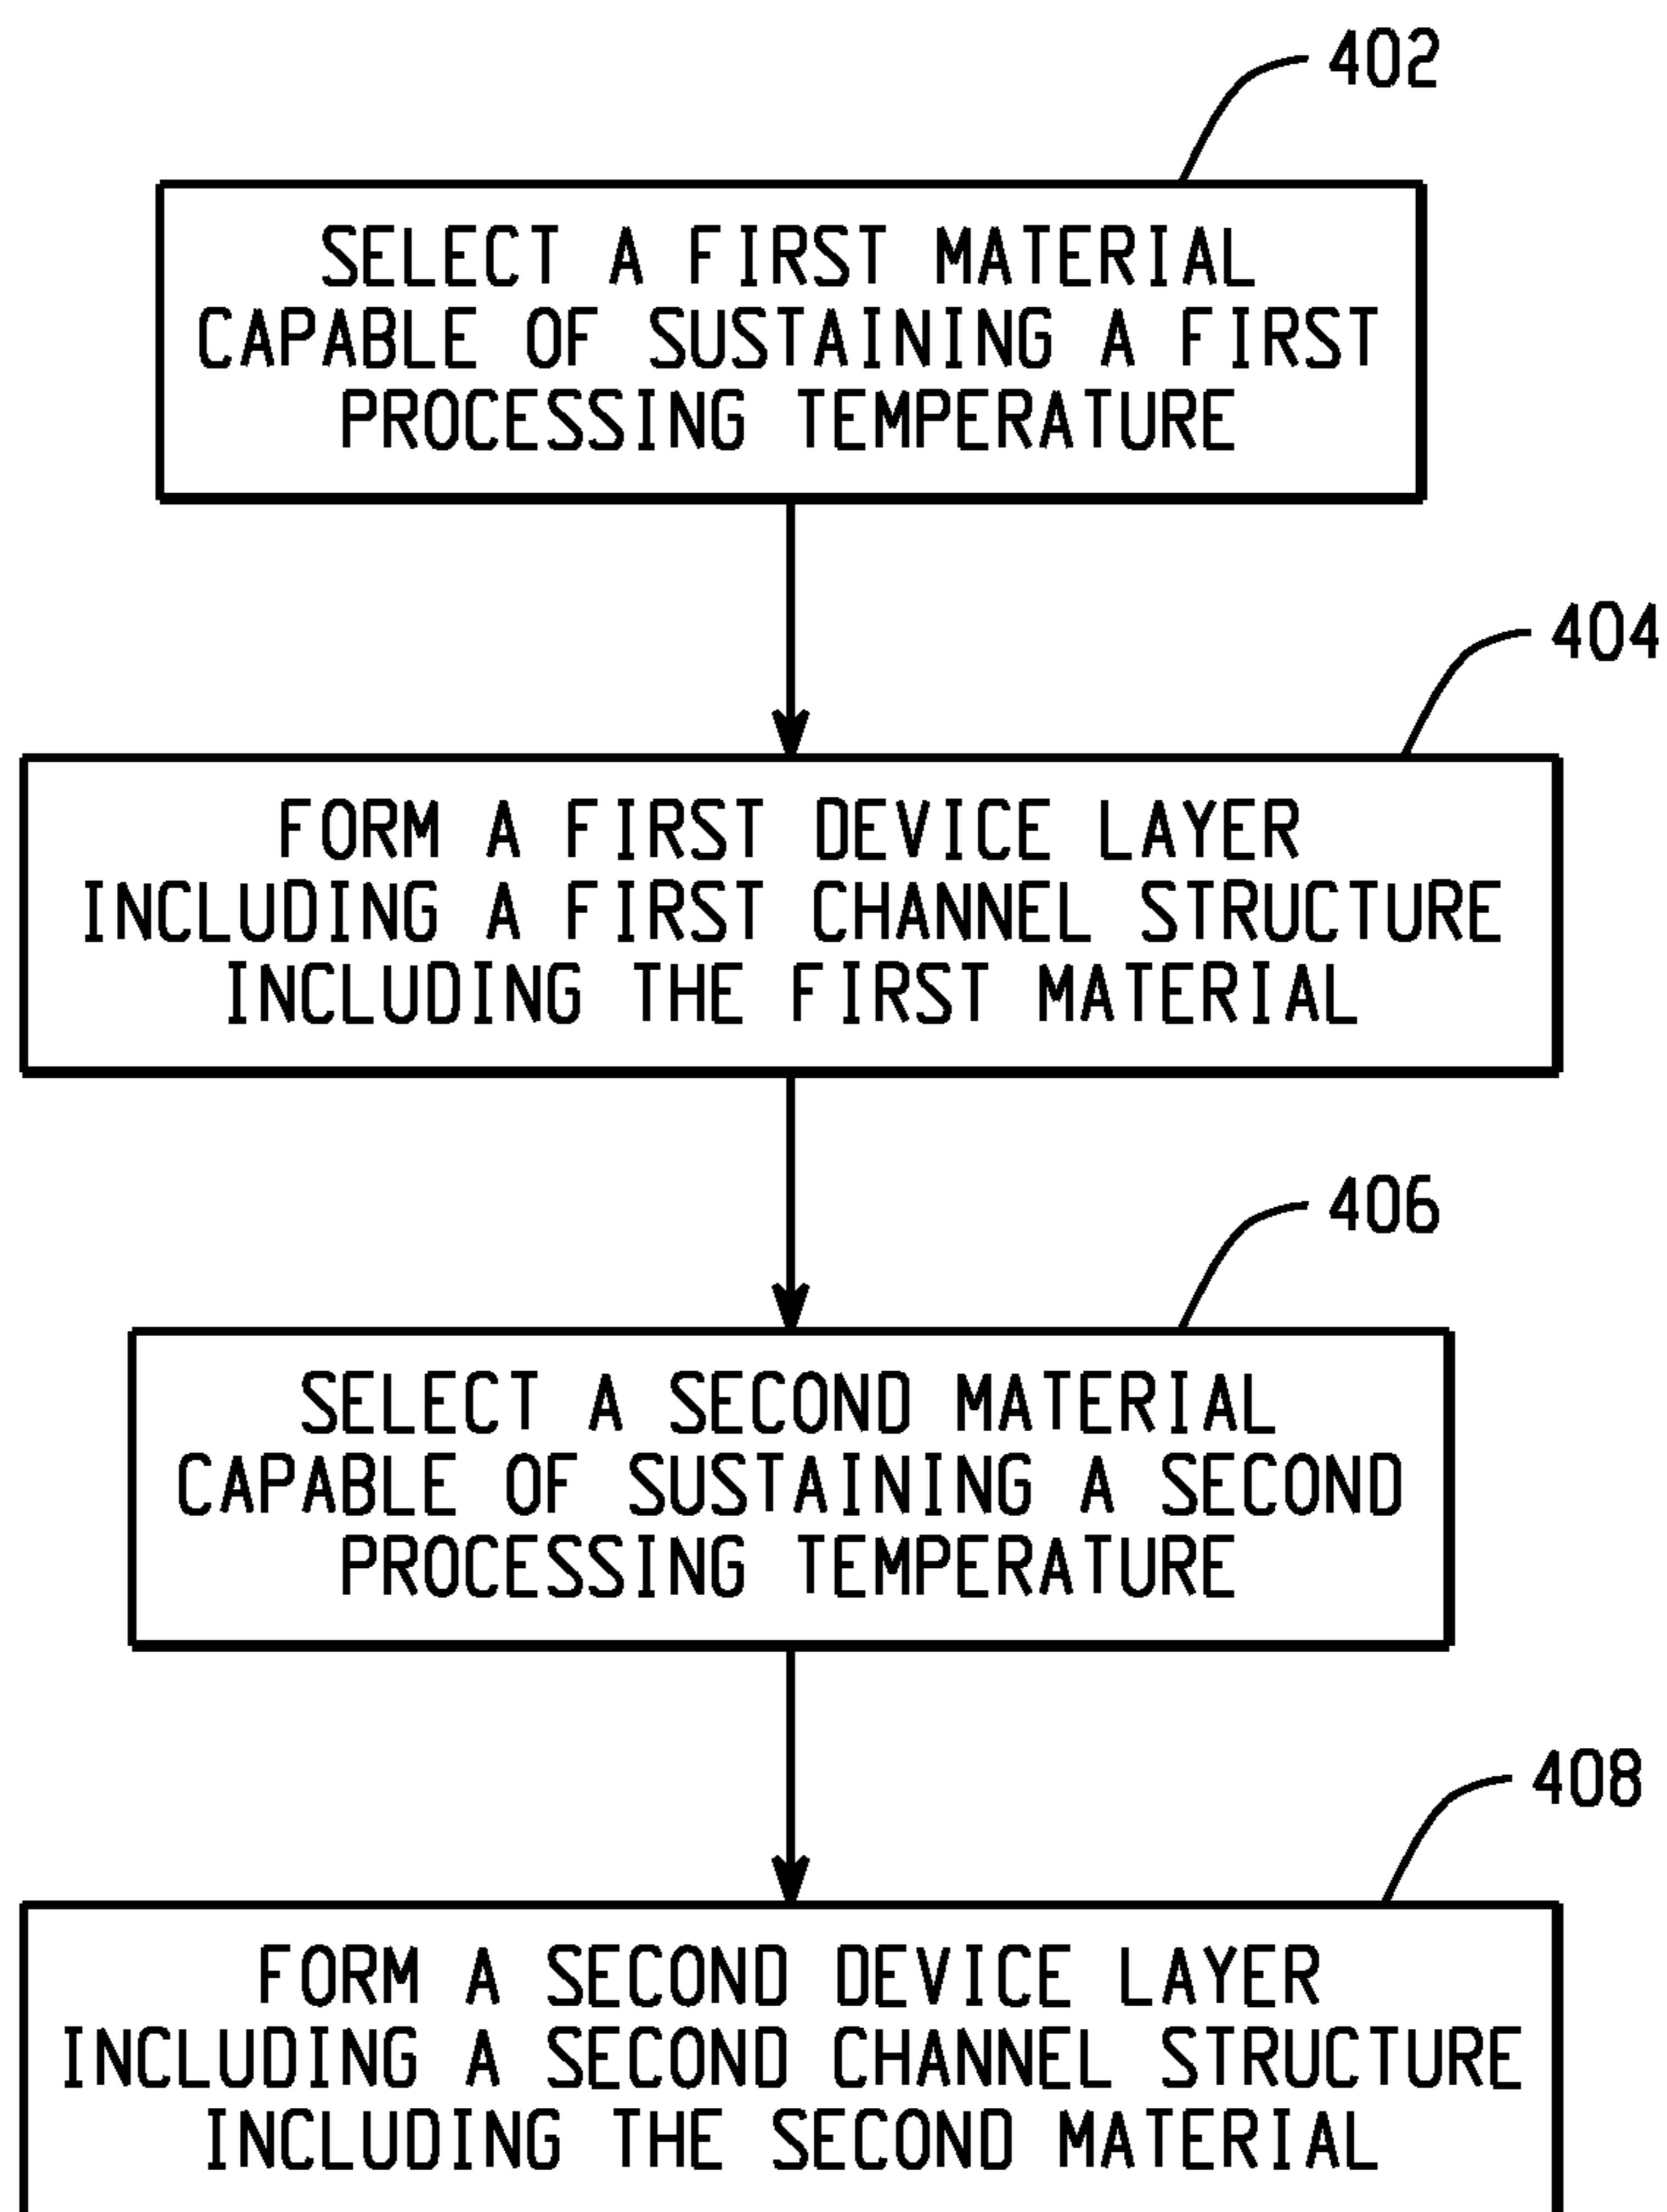 402
SELECT A FIRST MATERIAL
CAPABLE OF SUSTAINING A FIRST
PROCESSING TEMPERATURE
404
FORM A FIRST DEVICE LAYER
INCLUDING A FIRST CHANNEL STRUCTURE
INCLUDING THE FIRST MATERIAL
406
SELECT A SECOND MATERIAL
CAPABLE OF SUSTAINING A SECOND
PROCESSING TEMPERATURE
408
FORM A SECOND DEVICE LAYER
INCLUDING A SECOND CHANNEL STRUCTURE
INCLUDING THE SECOND MATERIAL